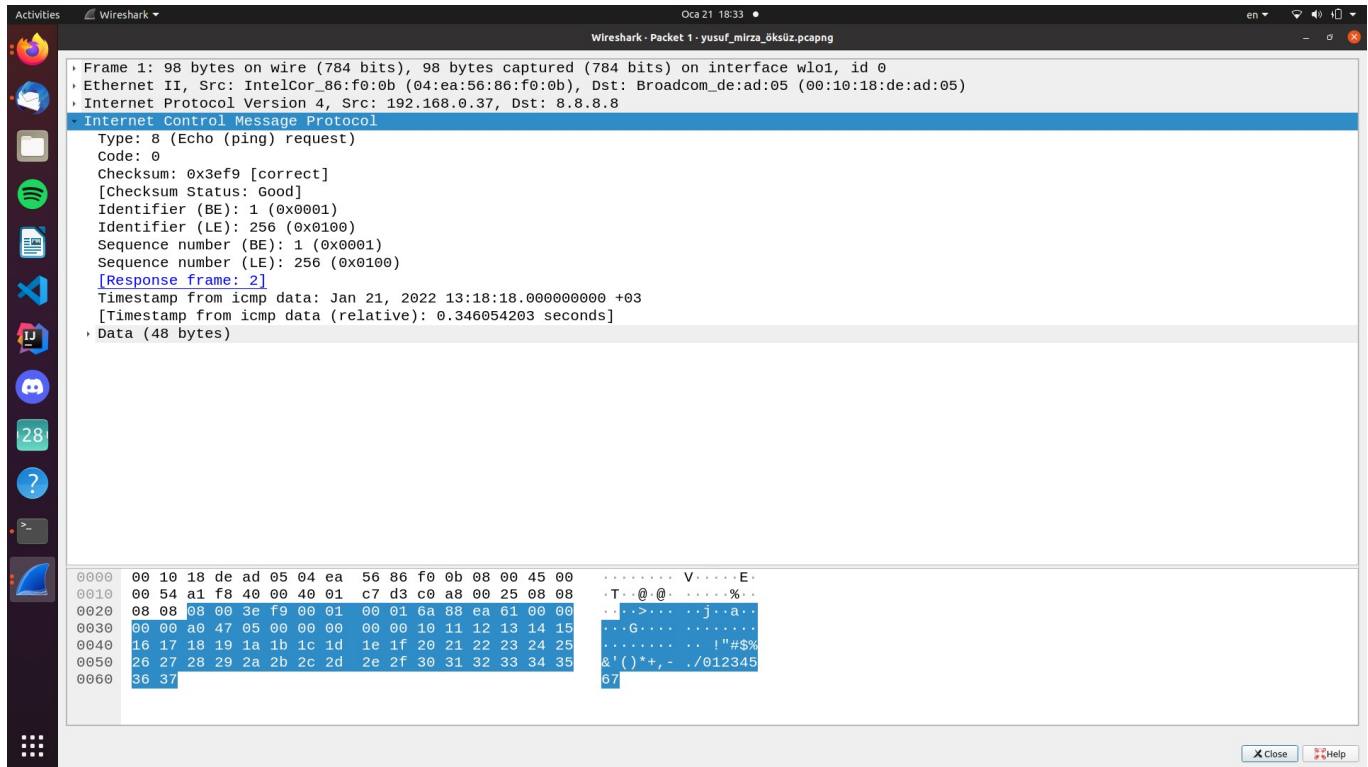 Activities Wireshark Oca 21 18:33 en
Wireshark · Packet 1 · yusuf_mirza_öksüz.pcapng
Frame 1: 98 bytes on wire (784 bits), 98 bytes captured (784 bits) on interface wlo1, id 0
Ethernet II, Src: IntelCor_86:f0:0b (04:ea:56:86:f0:0b), Dst: Broadcom_de:ad:05 (00:10:18:de:ad:05)
Internet Protocol Version 4, Src: 192.168.0.37, Dst: 8.8.8.8
Internet Control Message Protocol
Type: 8 (Echo (ping) request)
Code: 0
Checksum: 0x3ef9 [correct]
[Checksum Status: Good]
Identifier (BE): 1 (0x0001)
Identifier (LE): 256 (0x0100)
Sequence number (BE): 1 (0x0001)
Sequence number (LE): 256 (0x0100)
[Response frame: 2]
Timestamp from icmp data: Jan 21, 2022 13:18:18.000000000 +03
[Timestamp from icmp data (relative): 0.346054203 seconds]
Data (48 bytes)
IJ
28
?
0000 00 10 18 de ad 05 04 ea 56 86 f0 0b 08 00 45 00 ········ V·····E·
0010 00 54 a1 f8 40 00 40 01 c7 d3 c0 a8 00 25 08 08 ·T··@·@· ·····%··
0020 08 08 08 00 3e f9 00 01 00 01 6a 88 ea 61 00 00 ····>··· ··j··a··
0030 00 00 a0 47 05 00 00 00 00 00 10 11 12 13 14 15 ···G···· ········
0040 16 17 18 19 1a 1b 1c 1d 1e 1f 20 21 22 23 24 25 ········ ·· !"#$%
0050 26 27 28 29 2a 2b 2c 2d 2e 2f 30 31 32 33 34 35 &'()*+,- ./012345
0060 36 37 67
Close Help